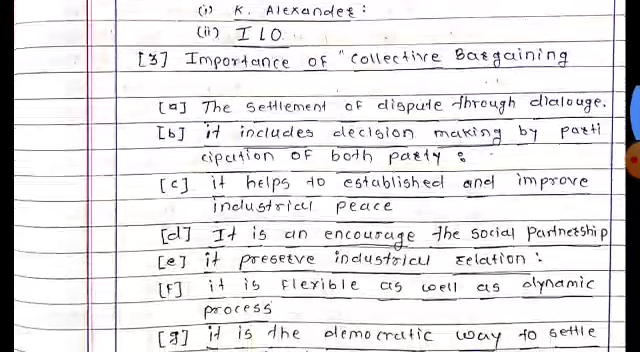 (i) K. Alexander :
(ii) ILO
[3] Importance of "Collective Bargaining
[a] The settlement of dispute through dialouge.
[b] it includes decision making by parti
cipation of both party :
[c] it helps to established and improve
industrial peace
[d] It is an encourage the social partnership
[e] it preserve industrial relation :
[f] it is flexible as well as dynamic
process
[g] it is the democratic way to settle